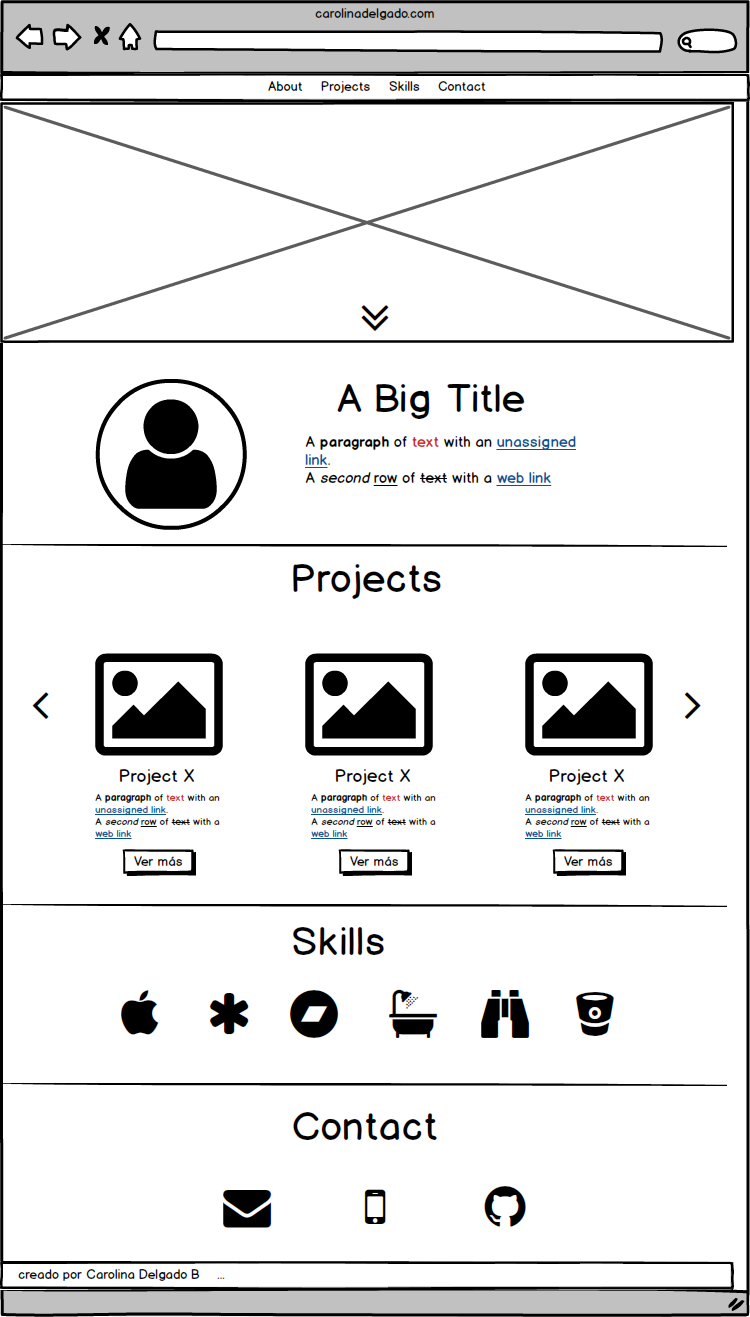 carolinadelgado.com
About Projects Skills Contact
A Big Title
A paragraph of text with an unassigned
link.
A second row of text with a web link
Projects
Project X
A paragraph of text with an
unassigned link.
A second row of text with a
web link
Ver más
Project X
A paragraph of text with an
unassigned link.
A second row of text with a
web link
Ver más
Project X
A paragraph of text with an
unassigned link.
A second row of text with a
web link
Ver más
Skills
Contact
creado por Carolina Delgado B ...